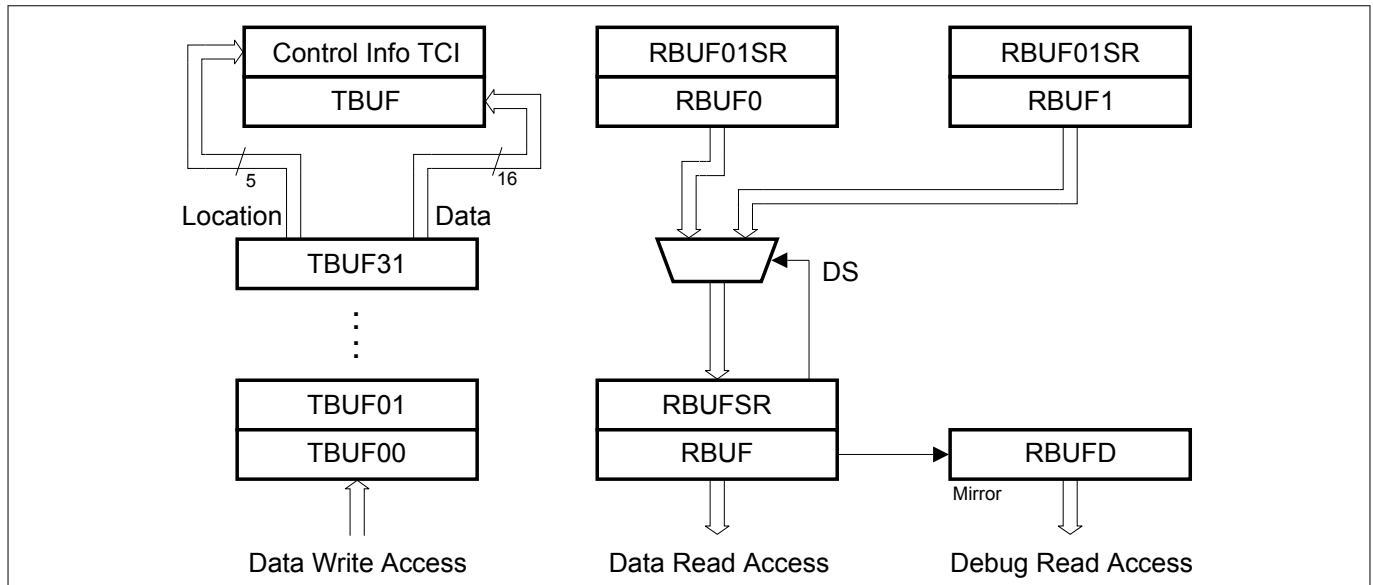 Control Info TCI
TBUF
5
16
Location
Data
TBUF31
TBUF01
TBUF00
Data Write Access
RBUF01SR
RBUF0
RBUF01SR
RBUF1
DS
RBUFSR
RBUF
Data Read Access
RBUFD
Mirror
Debug Read Access